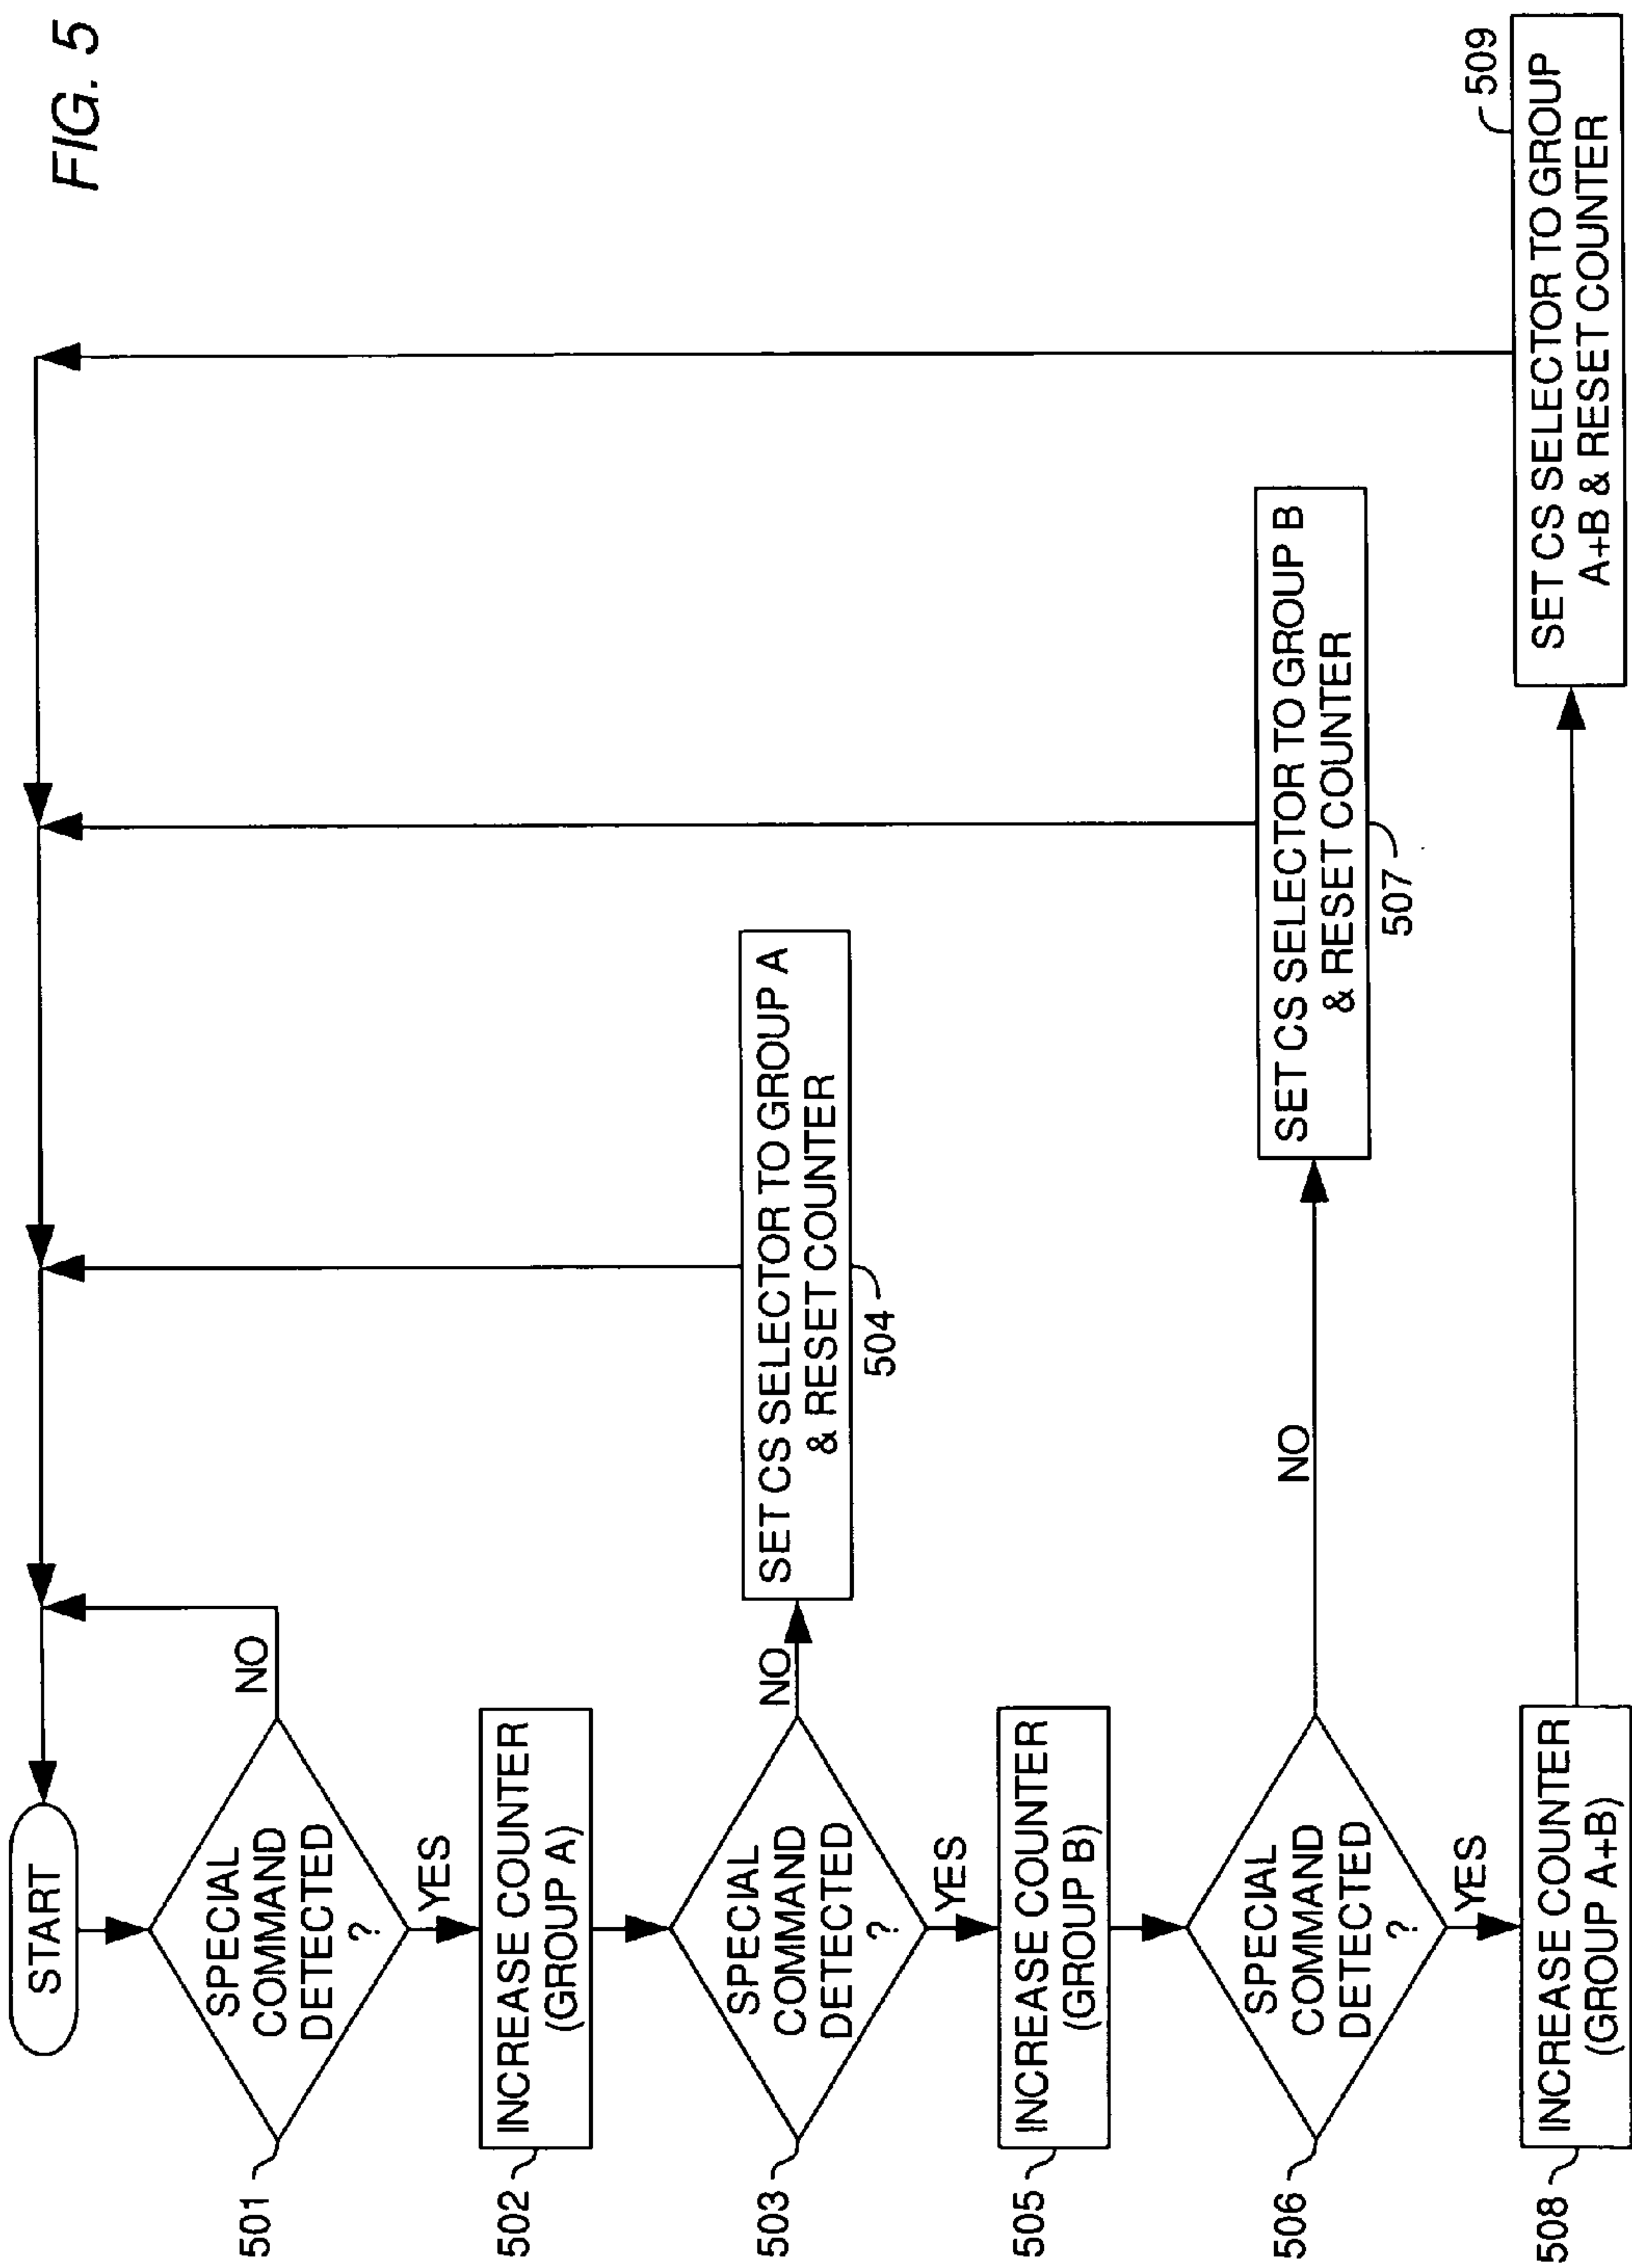 FIG. 5
START
501
SPECIAL
COMMAND
DETECTED
?
NO
YES
502
INCREASE COUNTER
(GROUP A)
503
SPECIAL
COMMAND
DETECTED
?
NO
SET CS SELECTOR TO GROUP A
& RESET COUNTER
504
YES
505
INCREASE COUNTER
(GROUP B)
506
SPECIAL
COMMAND
DETECTED
?
NO
SET CS SELECTOR TO GROUP B
& RESET COUNTER
507
YES
508
INCREASE COUNTER
(GROUP A+B)
509
SET CS SELECTOR TO GROUP
A+B & RESET COUNTER